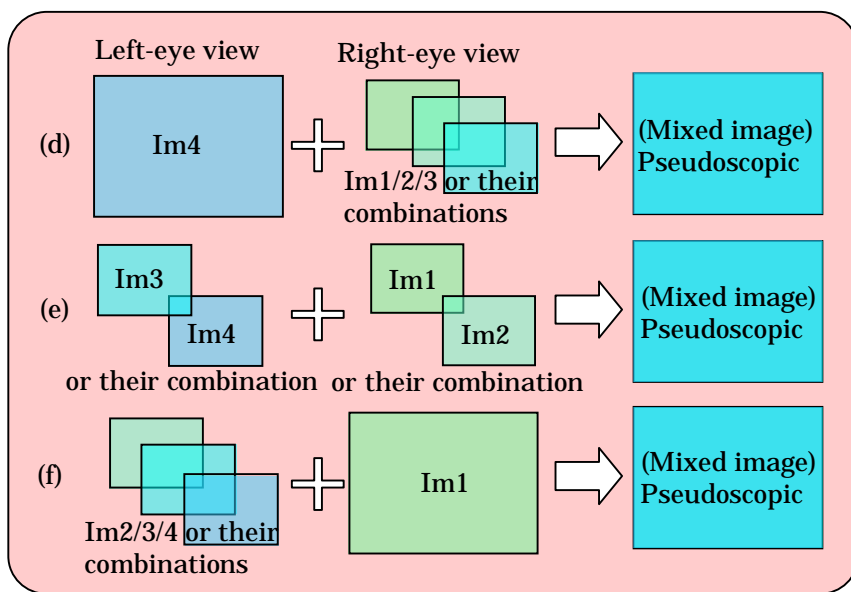 Left-eye view
Right-eye view
(d)
Im4
Im1/2/3 or their
combinations
(Mixed image)
Pseudoscopic
(e)
Im3
Im4
or their combination
Im1
Im2
or their combination
(Mixed image)
Pseudoscopic
(f)
Im2/3/4 or their
combinations
Im1
(Mixed image)
Pseudoscopic